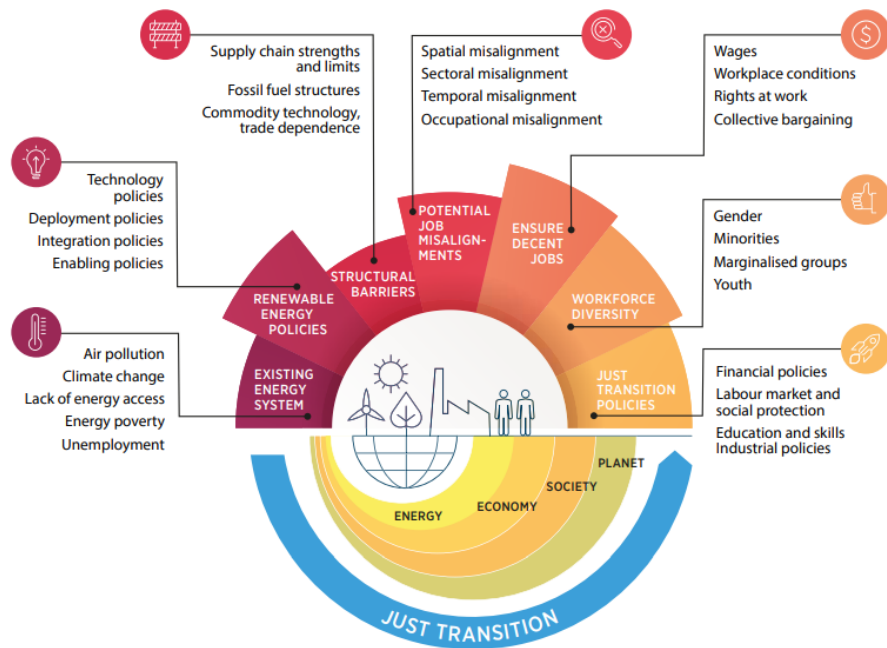 Supply chain strengths
and limits
Fossil fuel structures
Commodity technology,
trade dependence
Spatial misalignment
Sectoral misalignment
Temporal misalignment
Occupational misalignment
Wages
Workplace conditions
Rights at work
Collective bargaining
Technology
policies
Deployment policies
Integration policies
Enabling policies
Gender
Minorities
Marginalised groups
Youth
Air pollution
Climate change
Lack of energy access
Energy poverty
Unemployment
Financial policies
Labour market and
social protection
Education and skills
Industrial policies
EXISTING
ENERGY
SYSTEM
RENEWABLE
ENERGY
POLICIES
STRUCTURAL
BARRIERS
POTENTIAL
JOB
MISALIGN-
MENTS
ENSURE
DECENT
JOBS
WORKFORCE
DIVERSITY
JUST
TRANSITION
POLICIES
$
ENERGY
ECONOMY
SOCIETY
PLANET
JUST TRANSITION